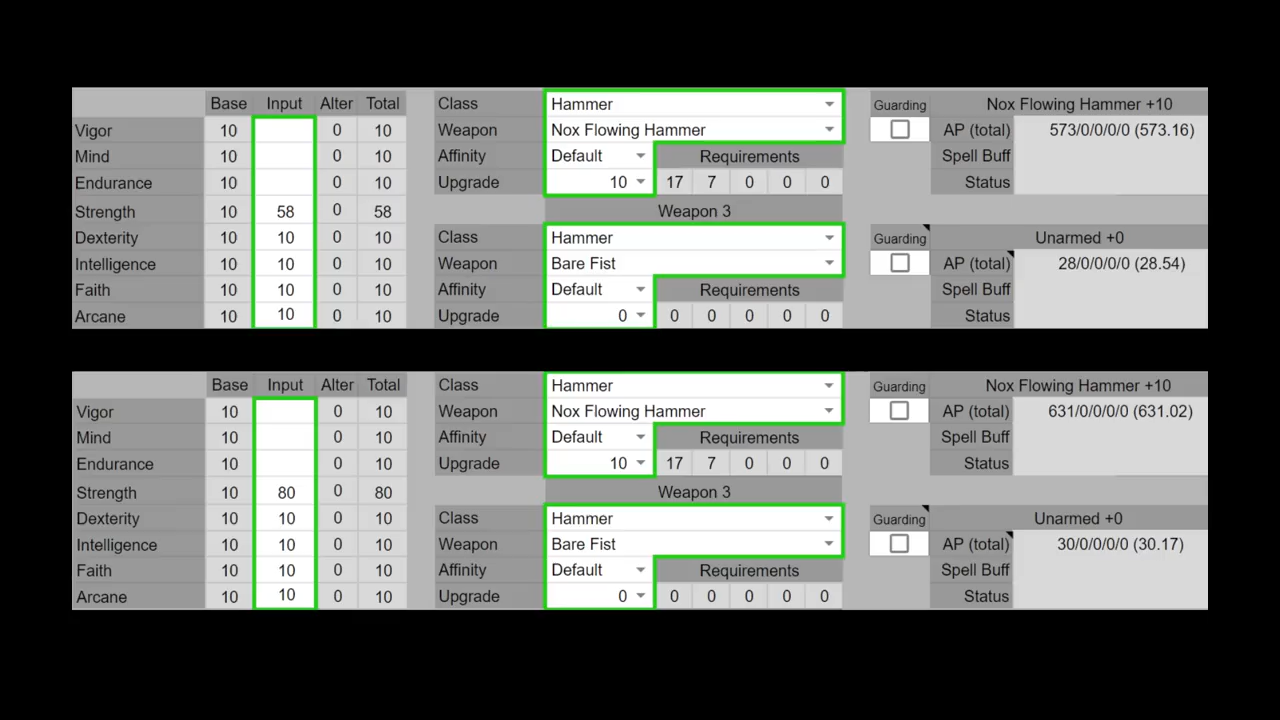 Base Input Alter Total Class Hammer Guarding Nox Flowing Hammer +10
Vigor 10 0 10 Weapon Nox Flowing Hammer AP (total) 573/0/0/0/0 (573.16)
Mind 10 0 10 Affinity Default Requirements Spell Buff
Endurance 10 0 10 Upgrade 10 17 7 0 0 0 Status
Strength 10 58 0 58 Weapon 3
Dexterity 10 10 0 10 Class Hammer Guarding Unarmed +0
Intelligence 10 10 0 10 Weapon Bare Fist AP (total) 28/0/0/0/0 (28.54)
Faith 10 10 0 10 Affinity Default Requirements Spell Buff
Arcane 10 10 0 10 Upgrade 0 0 0 0 0 0 Status
Base Input Alter Total Class Hammer Guarding Nox Flowing Hammer +10
Vigor 10 0 10 Weapon Nox Flowing Hammer AP (total) 631/0/0/0/0 (631.02)
Mind 10 0 10 Affinity Default Requirements Spell Buff
Endurance 10 0 10 Upgrade 10 17 7 0 0 0 Status
Strength 10 80 0 80 Weapon 3
Dexterity 10 10 0 10 Class Hammer Guarding Unarmed +0
Intelligence 10 10 0 10 Weapon Bare Fist AP (total) 30/0/0/0/0 (30.17)
Faith 10 10 0 10 Affinity Default Requirements Spell Buff
Arcane 10 10 0 10 Upgrade 0 0 0 0 0 0 Status